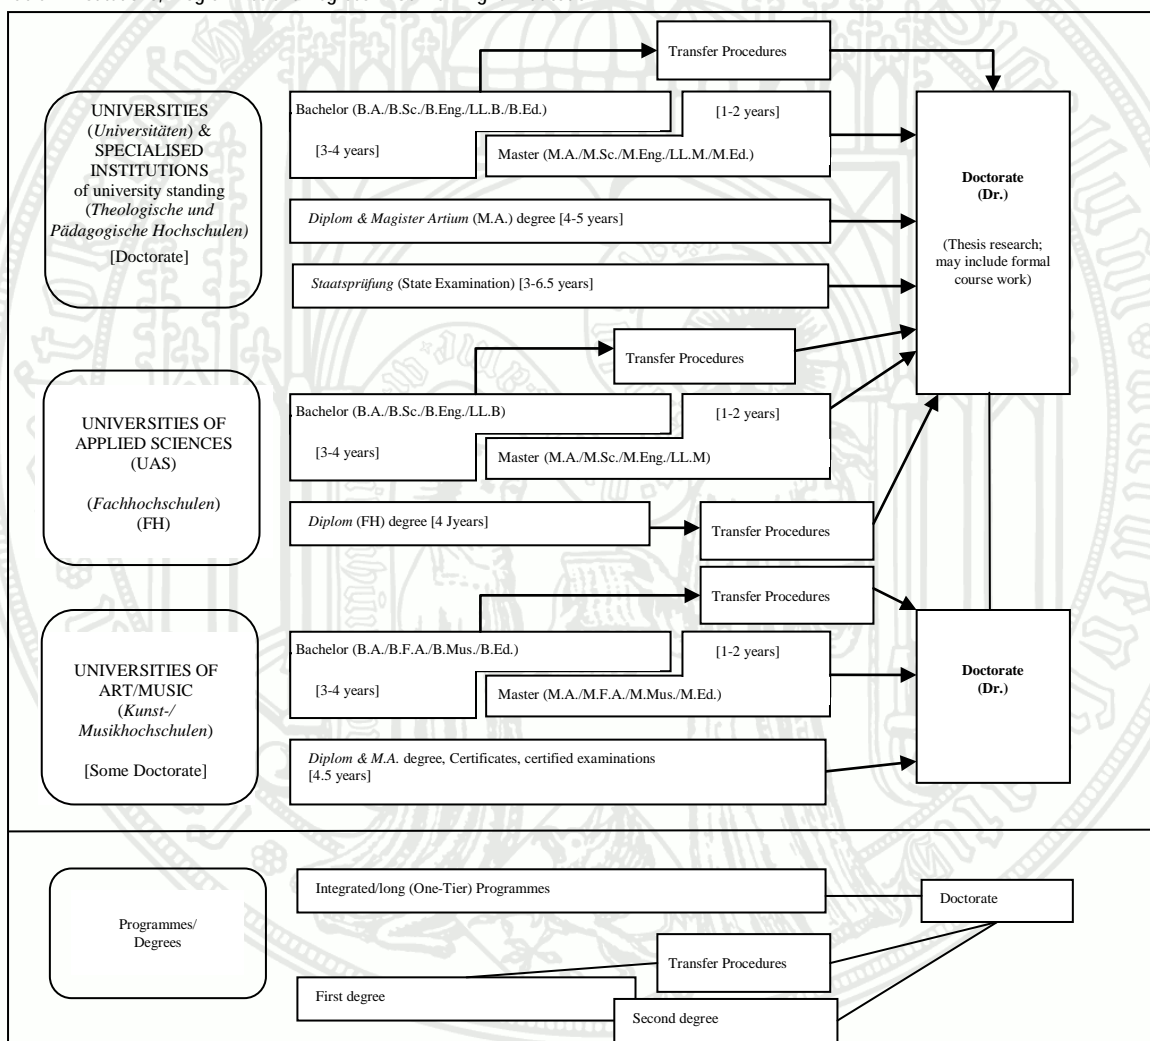 Transfer Procedures
UNIVERSITIES
(Universitäten) &
SPECIALISED
INSTITUTIONS
of university standing
(Theologische und
Pädagogische Hochschulen)
[Doctorate]
Bachelor (B.A./B.Sc./B.Eng./LL.B./B.Ed.)
[3-4 years]
[1-2 years]
Master (M.A./M.Sc./M.Eng./LL.M./M.Ed.)
Diplom & Magister Artium (M.A.) degree [4-5 years]
Staatsprüfung (State Examination) [3-6.5 years]
Doctorate
(Dr.)
(Thesis research;
may include formal
course work)
Transfer Procedures
UNIVERSITIES OF
APPLIED SCIENCES
(UAS)
(Fachhochschulen)
(FH)
Bachelor (B.A./B.Sc./B.Eng./LL.B)
[3-4 years]
[1-2 years]
Master (M.A./M.Sc./M.Eng./LL.M)
Diplom (FH) degree [4 Jyears]
Transfer Procedures
Transfer Procedures
UNIVERSITIES OF
ART/MUSIC
(Kunst-/
Musikhochschulen)
[Some Doctorate]
Bachelor (B.A./B.F.A./B.Mus./B.Ed.)
[3-4 years]
[1-2 years]
Master (M.A./M.F.A./M.Mus./M.Ed.)
Diplom & M.A. degree, Certificates, certified examinations
[4.5 years]
Doctorate
(Dr.)
Programmes/
Degrees
Integrated/long (One-Tier) Programmes
Doctorate
Transfer Procedures
First degree
Second degree